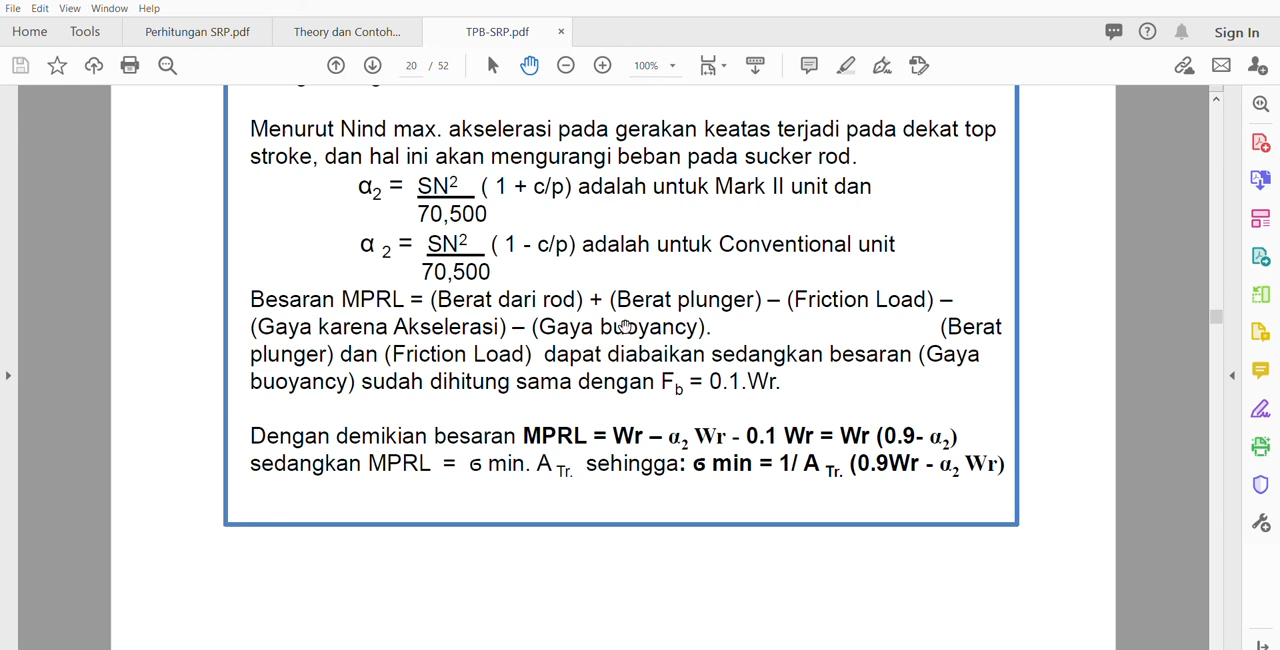 File Edit View Window Help
Home Tools Perhitungan SRP.pdf Theory dan Contoh... TPB-SRP.pdf × Sign In
20 / 52 100%
Menurut Nind max. akselerasi pada gerakan keatas terjadi pada dekat top
stroke, dan hal ini akan mengurangi beban pada sucker rod.
α2 = SN2 ( 1 + c/p) adalah untuk Mark II unit dan
70,500
α 2 = SN2 ( 1 - c/p) adalah untuk Conventional unit
70,500
Besaran MPRL = (Berat dari rod) + (Berat plunger) – (Friction Load) –
(Gaya karena Akselerasi) – (Gaya buoyancy). (Berat
plunger) dan (Friction Load) dapat diabaikan sedangkan besaran (Gaya
buoyancy) sudah dihitung sama dengan Fb = 0.1.Wr.
Dengan demikian besaran MPRL = Wr – α2 Wr - 0.1 Wr = Wr (0.9- α2)
sedangkan MPRL = ϭ min. A Tr. sehingga: ϭ min = 1/ A Tr. (0.9Wr - α2 Wr)